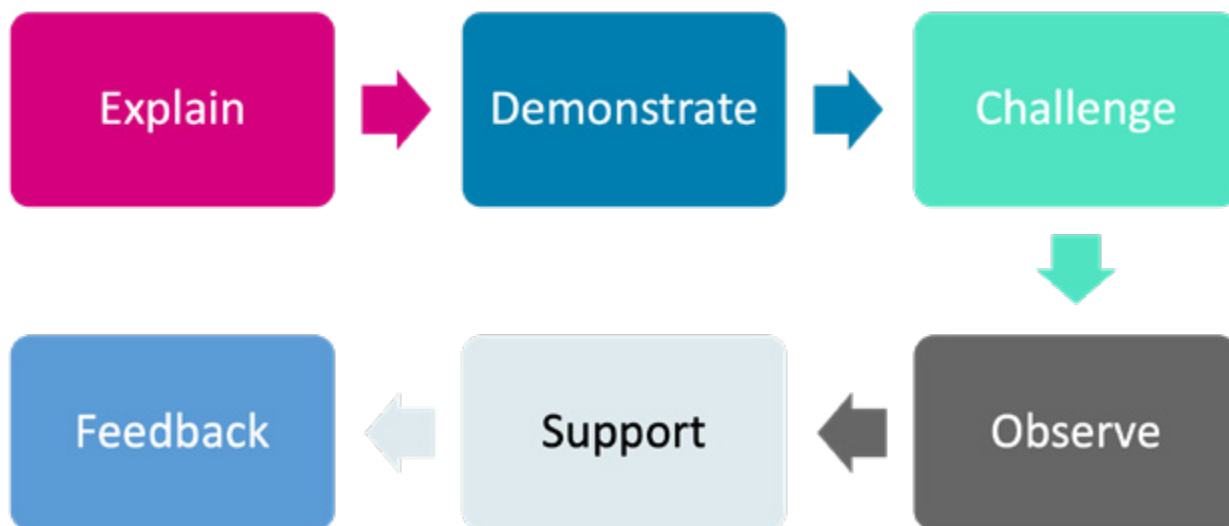 Explain
Demonstrate
Challenge
Observe
Support
Feedback